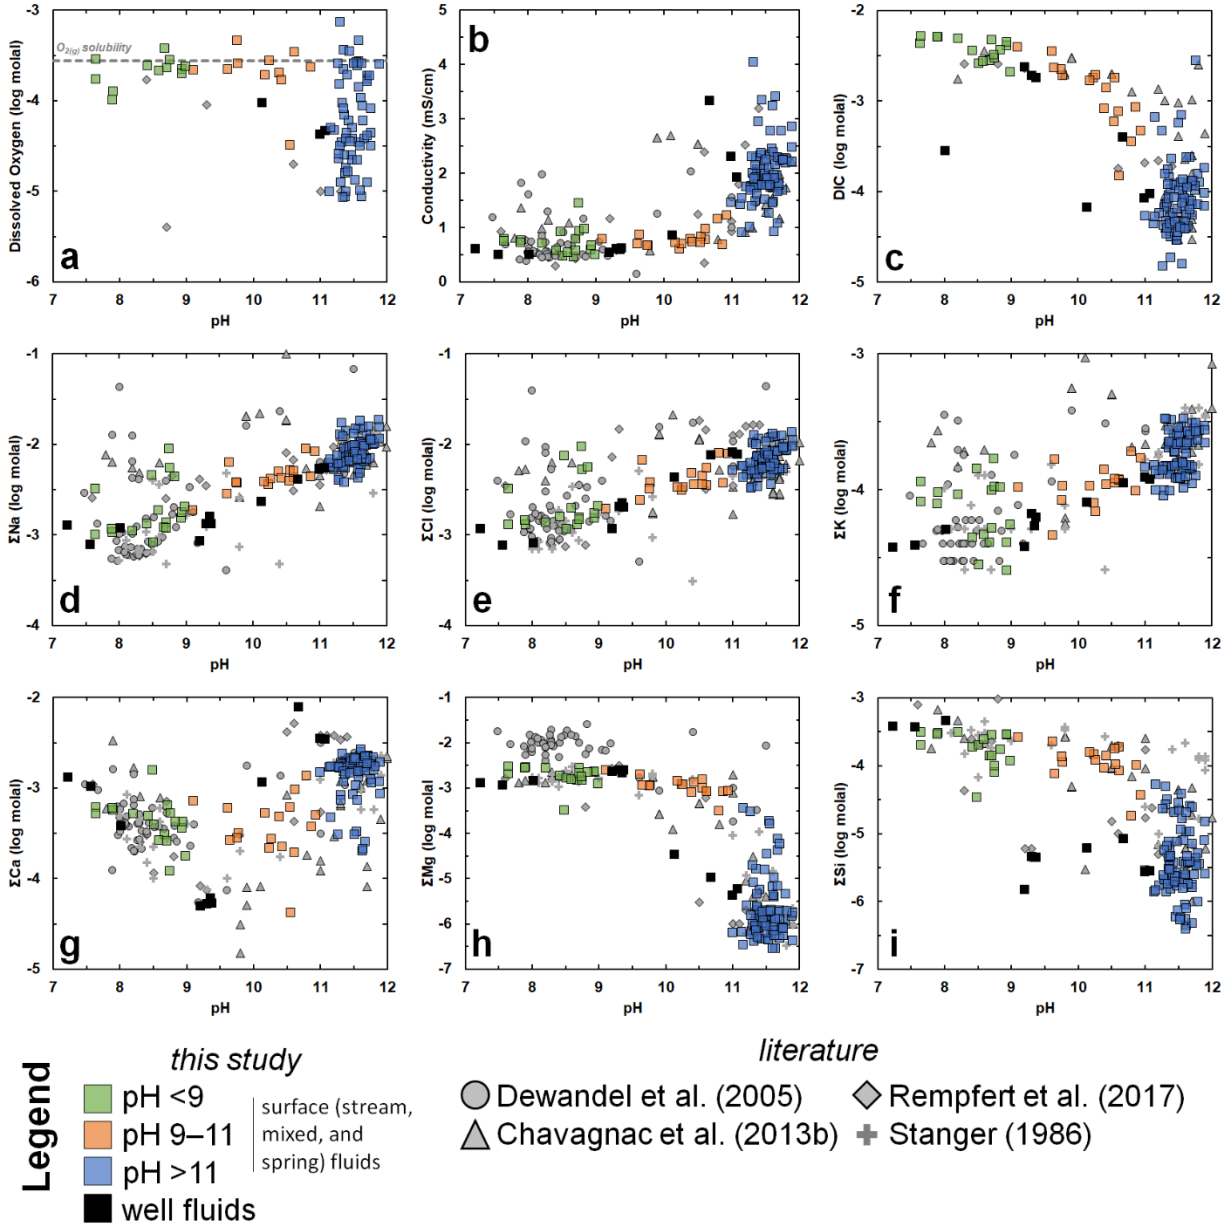 -2
-3
-4
-5
-6
7 8 9 10 11 12
Dissolved Oxygen (log molal)
pH
O2(g) solubility
a
5
4
3
2
1
0
7 8 9 10 11 12
Conductivity (mS/cm)
pH
b
-2
-3
-4
-5
7 8 9 10 11 12
DIC (log molal)
pH
c
-1
-2
-3
-4
7 8 9 10 11 12
ΣNa (log molal)
pH
d
-1
-2
-3
-4
7 8 9 10 11 12
ΣCl (log molal)
pH
e
-3
-4
-5
7 8 9 10 11 12
ΣK (log molal)
pH
f
-2
-3
-4
-5
7 8 9 10 11 12
ΣCa (log molal)
pH
g
-1
-2
-3
-4
-5
-6
-7
7 8 9 10 11 12
ΣMg (log molal)
pH
h
-3
-4
-5
-6
-7
7 8 9 10 11 12
ΣSi (log molal)
pH
i
Legend
this study
pH <9
pH 9–11
pH >11
well fluids
surface (stream,
mixed, and
spring) fluids
literature
Dewandel et al. (2005)
Rempfert et al. (2017)
Chavagnac et al. (2013b)
Stanger (1986)